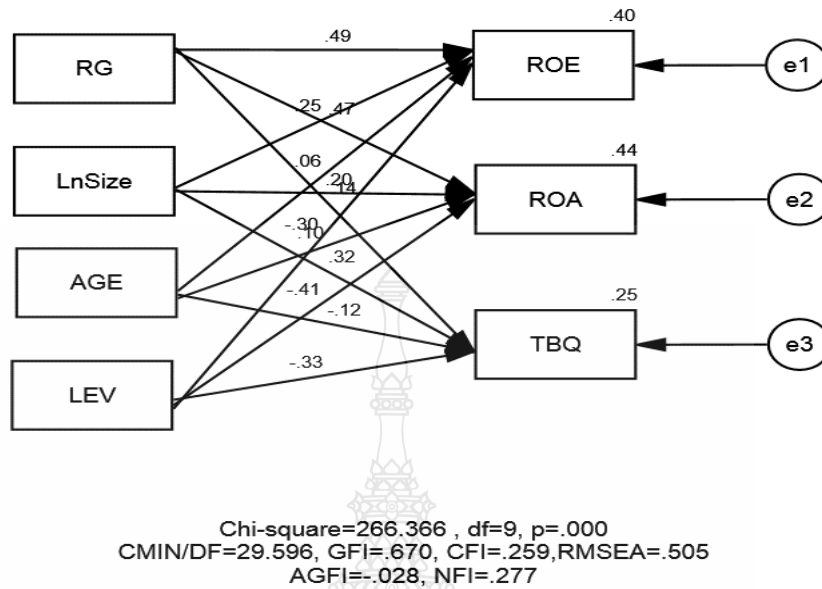 .40
.49
RG
ROE
e1
.25
.47
.06
.44
LnSize
.20
.14
ROA
e2
-.30
.10
AGE
.32
.25
-.41
-.12
TBQ
e3
-.33
LEV
Chi-square=266.366 , df=9, p=.000
CMIN/DF=29.596, GFI=.670, CFI=.259,RMSEA=.505
AGFI=-.028, NFI=.277